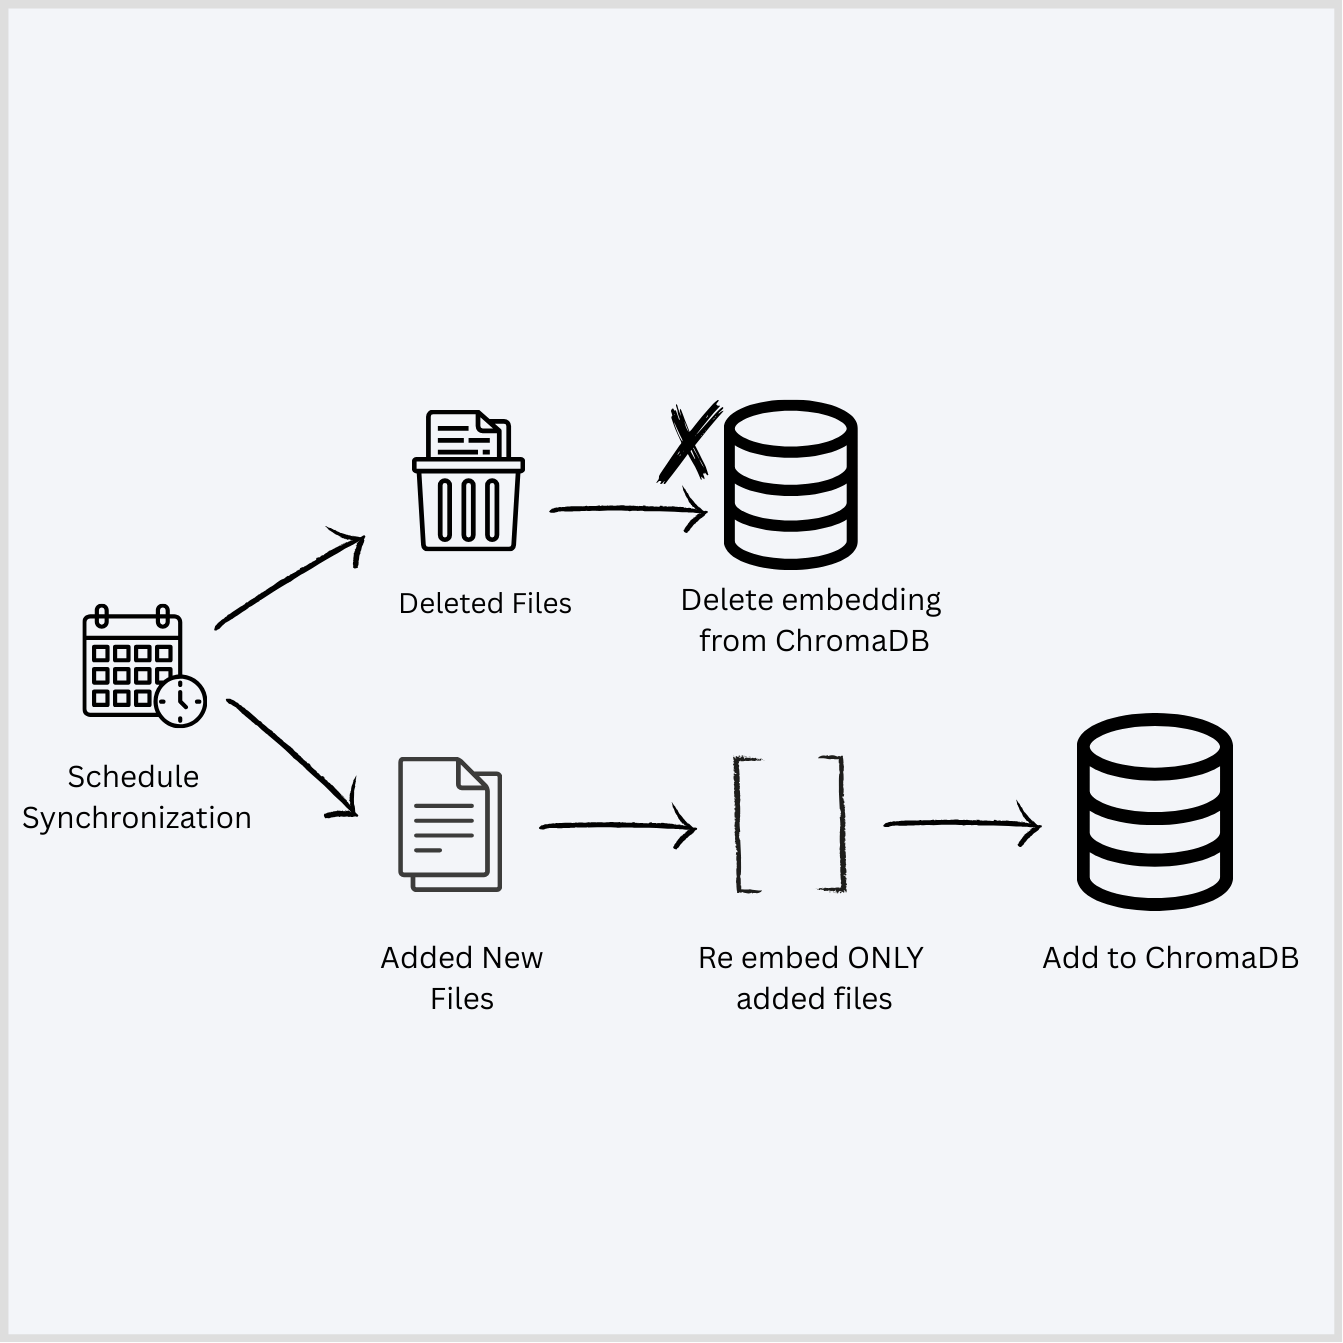 Deleted Files
Delete embedding
from ChromaDB
Schedule
Synchronization
Added New
Files
Re embed ONLY
added files
Add to ChromaDB